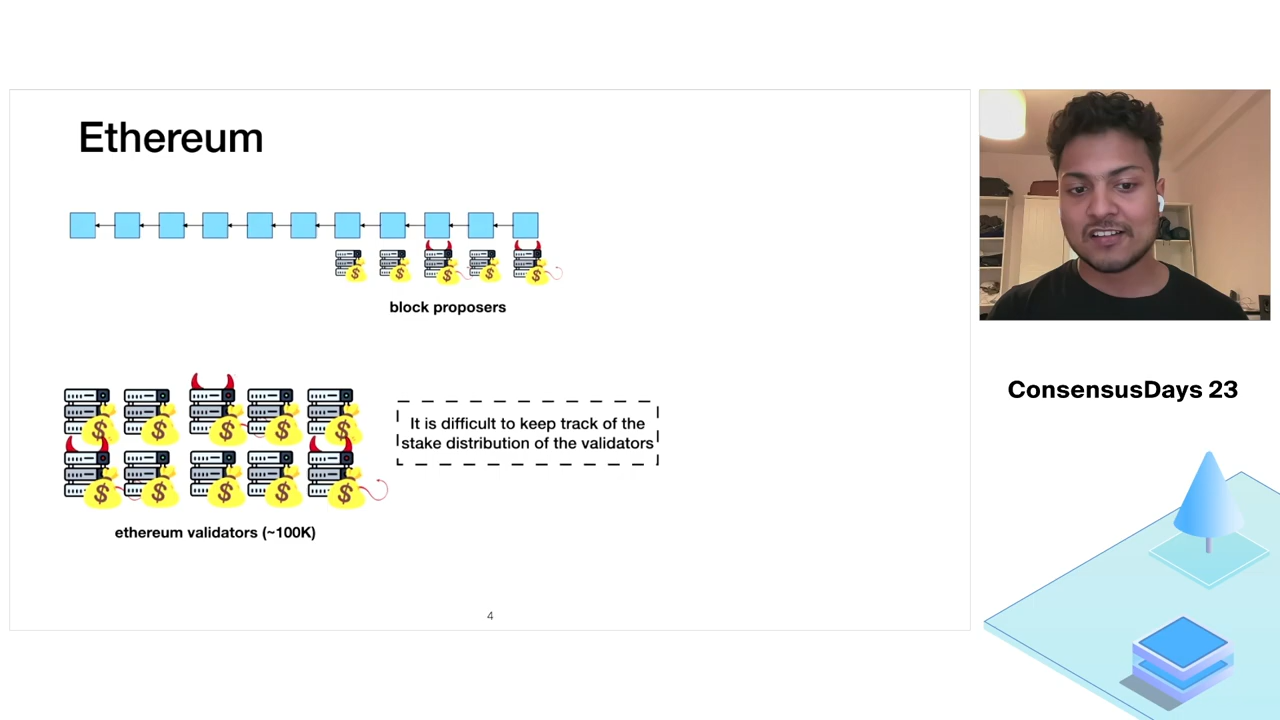 Ethereum
block proposers
It is difficult to keep track of the
stake distribution of the validators
ethereum validators (~100K)
4
ConsensusDays 23